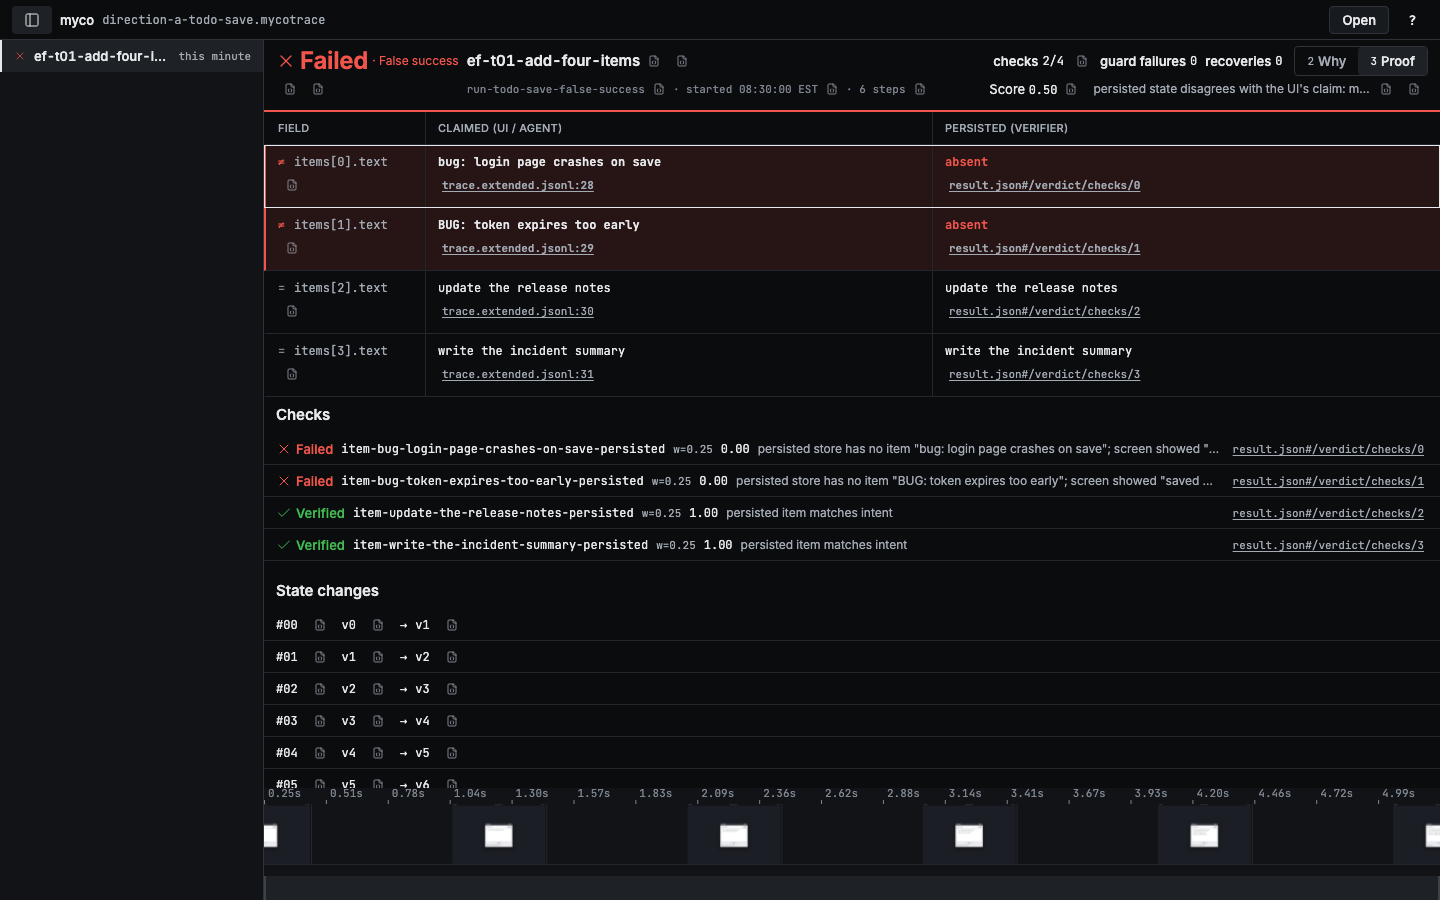 myco direction-a-todo-save.mycotrace Open ?
ef-t01-add-four-i... this minute
Failed · False success ef-t01-add-four-items checks 2/4 guard failures 0 recoveries 0 2 Why 3 Proof
run-todo-save-false-success · started 08:30:00 EST · 6 steps Score 0.50 persisted state disagrees with the UI's claim: m...
FIELD CLAIMED (UI / AGENT) PERSISTED (VERIFIER)
≠ items[0].text bug: login page crashes on save absent
trace.extended.jsonl:28 result.json#/verdict/checks/0
≠ items[1].text BUG: token expires too early absent
trace.extended.jsonl:29 result.json#/verdict/checks/1
= items[2].text update the release notes update the release notes
trace.extended.jsonl:30 result.json#/verdict/checks/2
= items[3].text write the incident summary write the incident summary
trace.extended.jsonl:31 result.json#/verdict/checks/3
Checks
Failed item-bug-login-page-crashes-on-save-persisted w=0.25 0.00 persisted store has no item "bug: login page crashes on save"; screen showed "... result.json#/verdict/checks/0
Failed item-bug-token-expires-too-early-persisted w=0.25 0.00 persisted store has no item "BUG: token expires too early"; screen showed "saved ... result.json#/verdict/checks/1
Verified item-update-the-release-notes-persisted w=0.25 1.00 persisted item matches intent result.json#/verdict/checks/2
Verified item-write-the-incident-summary-persisted w=0.25 1.00 persisted item matches intent result.json#/verdict/checks/3
State changes
#00 v0 → v1
#01 v1 → v2
#02 v2 → v3
#03 v3 → v4
#04 v4 → v5
#05 v5 → v6
0.25s 0.51s 0.78s 1.04s 1.30s 1.57s 1.83s 2.09s 2.36s 2.62s 2.88s 3.14s 3.41s 3.67s 3.93s 4.20s 4.46s 4.72s 4.99s